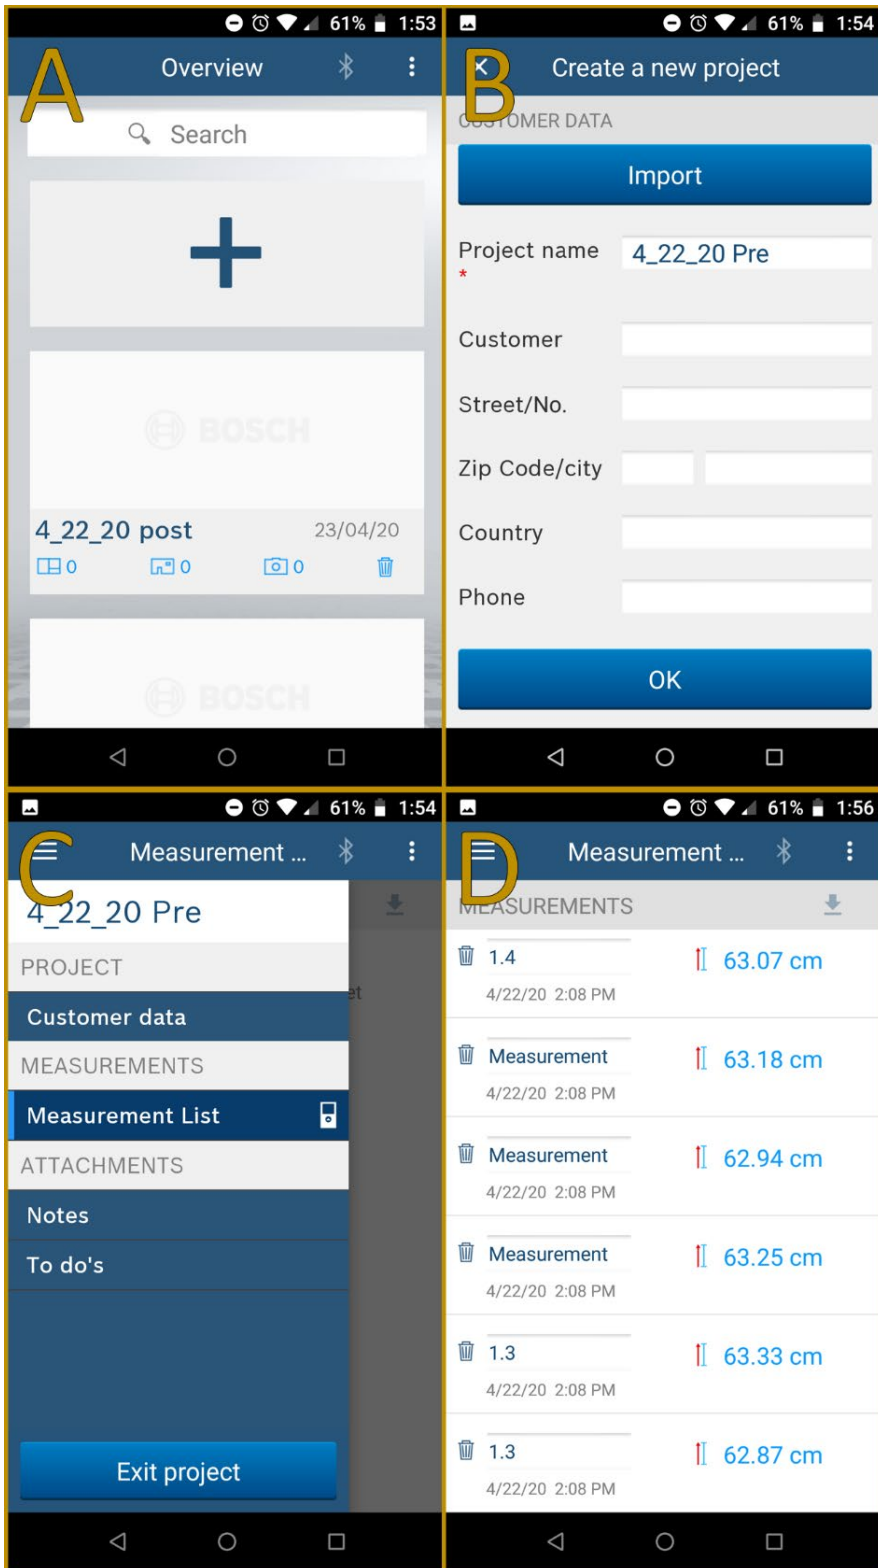 61% 1:53
A
Overview
Search
BOSCH
4_22_20 post 23/04/20
0 0 0
BOSCH
61% 1:54
B
Create a new project
CUSTOMER DATA
Import
Project name 4_22_20 Pre
*
Customer
Street/No.
Zip Code/city
Country
Phone
OK
61% 1:54
C
Measurement ...
4_22_20 Pre
PROJECT
et
Customer data
MEASUREMENTS
Measurement List
ATTACHMENTS
Notes
To do's
Exit project
61% 1:56
D
Measurement ...
MEASUREMENTS
1.4 63.07 cm
4/22/20 2:08 PM
Measurement 63.18 cm
4/22/20 2:08 PM
Measurement 62.94 cm
4/22/20 2:08 PM
Measurement 63.25 cm
4/22/20 2:08 PM
1.3 63.33 cm
4/22/20 2:08 PM
1.3 62.87 cm
4/22/20 2:08 PM